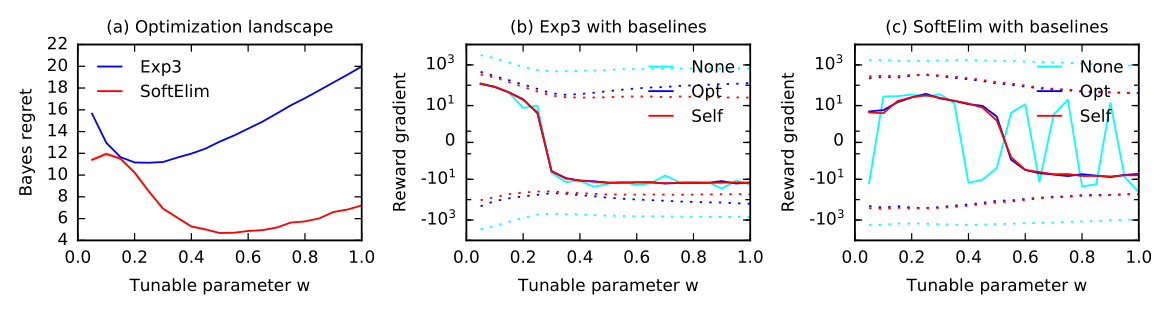 (a) Optimization landscape
Bayes regret
22
20
18
16
14
12
10
8
6
4
Exp3
SoftElim
0.0 0.2 0.4 0.6 0.8 1.0
Tunable parameter w
(b) Exp3 with baselines
Reward gradient
10³
10¹
0
-10¹
-10³
None
Opt
Self
0.0 0.2 0.4 0.6 0.8 1.0
Tunable parameter w
(c) SoftElim with baselines
Reward gradient
10³
10¹
0
-10¹
-10³
None
Opt
Self
0.0 0.2 0.4 0.6 0.8 1.0
Tunable parameter w